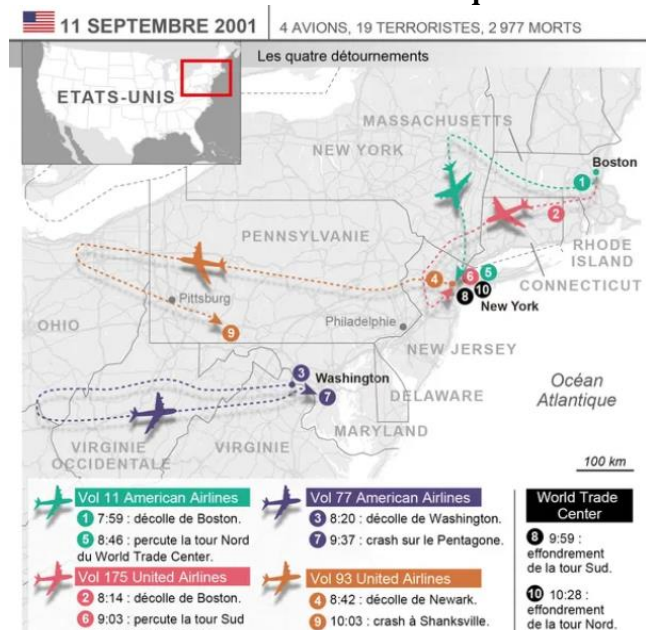 11 SEPTEMBRE 2001 | 4 AVIONS, 19 TERRORISTES, 2 977 MORTS
Les quatre détournements
ETATS-UNIS
MASSACHUSETTS
NEW YORK
Boston
1
2
PENNSYLVANIE
RHODE
ISLAND
CONNECTICUT
4
6
5
8
10
New York
Pittsburg
Philadelphie
9
OHIO
NEW JERSEY
3
Washington
7
DELAWARE
Océan
Atlantique
MARYLAND
VIRGINIE
OCCIDENTALE
VIRGINIE
100 km
Vol 11 American Airlines
1 7:59 : décolle de Boston.
5 8:46 : percute la tour Nord
du World Trade Center.
Vol 175 United Airlines
2 8:14 : décolle de Boston.
6 9:03 : percute la tour Sud
Vol 77 American Airlines
3 8:20 : décolle de Washington.
7 9:37 : crash sur le Pentagone.
Vol 93 United Airlines
4 8:42 : décolle de Newark.
9 10:03 : crash à Shanksville.
World Trade
Center
8 9:59 :
effondrement
de la tour Sud.
10 10:28 :
effondrement
de la tour Nord.